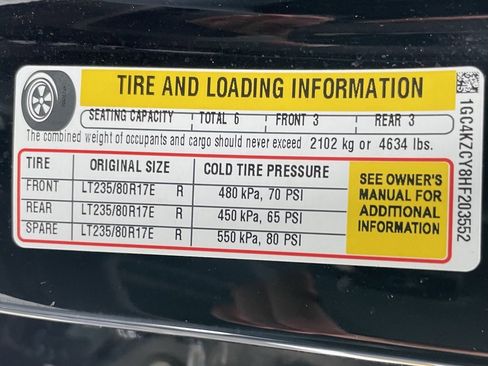 TIRE AND LOADING INFORMATION
SEATING CAPACITY TOTAL 6 FRONT 3 REAR 3
The combined weight of occupants and cargo should never exceed 2102 kg or 4634 lbs.
TIRE ORIGINAL SIZE COLD TIRE PRESSURE
FRONT LT235/80R17E R 480 kPa, 70 PSI
REAR LT235/80R17E R 450 kPa, 65 PSI
SPARE LT235/80R17E R 550 kPa, 80 PSI
SEE OWNER'S
MANUAL FOR
ADDITIONAL
INFORMATION
1GC4KZCY8HF203552